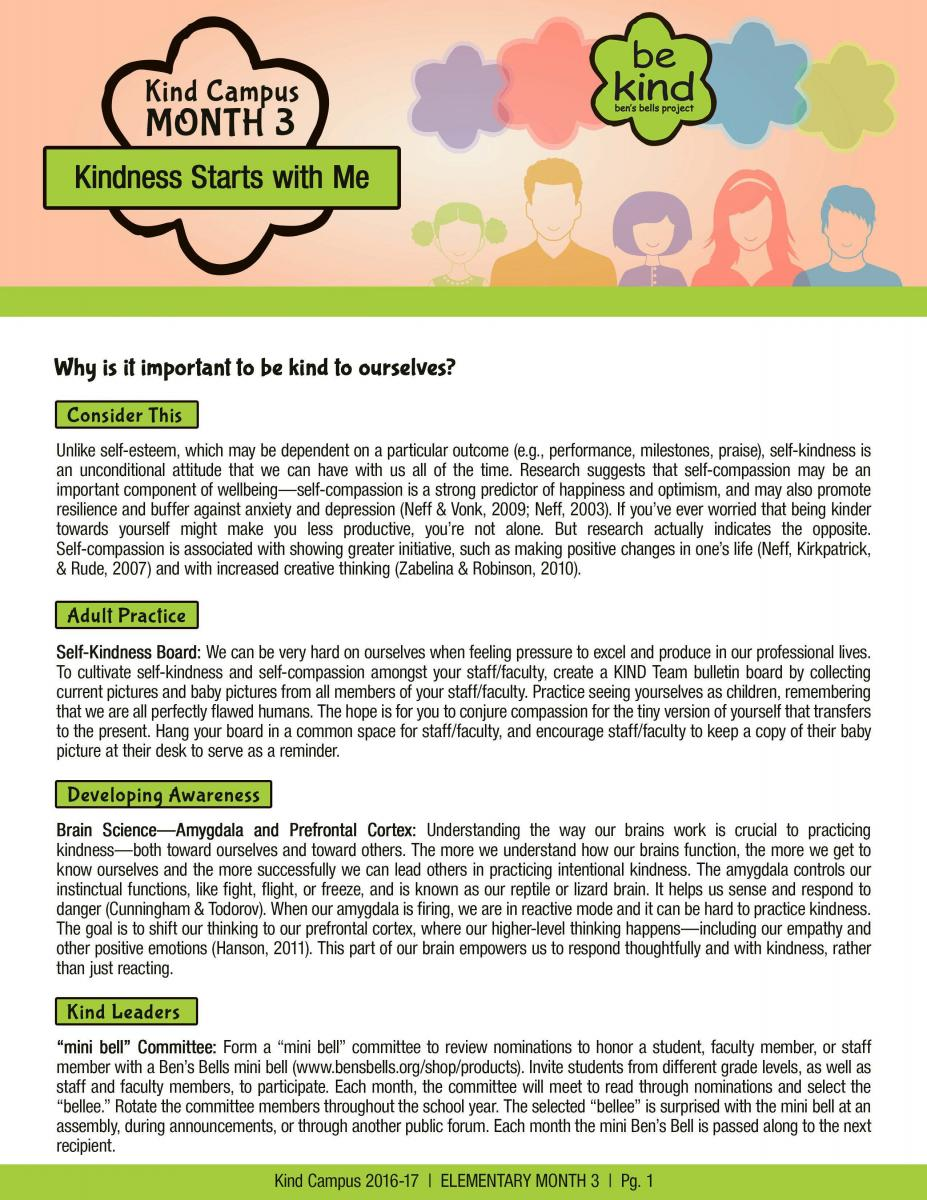 Kind Campus
MONTH 3
Kindness Starts with Me
be
kind
ben's bells project
Why is it important to be kind to ourselves?
Consider This
Unlike self-esteem, which may be dependent on a particular outcome (e.g., performance, milestones, praise), self-kindness is
an unconditional attitude that we can have with us all of the time. Research suggests that self-compassion may be an
important component of wellbeing—self-compassion is a strong predictor of happiness and optimism, and may also promote
resilience and buffer against anxiety and depression (Neff & Vonk, 2009; Neff, 2003). If you've ever worried that being kinder
towards yourself might make you less productive, you're not alone. But research actually indicates the opposite.
Self-compassion is associated with showing greater initiative, such as making positive changes in one's life (Neff, Kirkpatrick,
& Rude, 2007) and with increased creative thinking (Zabelina & Robinson, 2010).
Adult Practice
Self-Kindness Board: We can be very hard on ourselves when feeling pressure to excel and produce in our professional lives.
To cultivate self-kindness and self-compassion amongst your staff/faculty, create a KIND Team bulletin board by collecting
current pictures and baby pictures from all members of your staff/faculty. Practice seeing yourselves as children, remembering
that we are all perfectly flawed humans. The hope is for you to conjure compassion for the tiny version of yourself that transfers
to the present. Hang your board in a common space for staff/faculty, and encourage staff/faculty to keep a copy of their baby
picture at their desk to serve as a reminder.
Developing Awareness
Brain Science—Amygdala and Prefrontal Cortex: Understanding the way our brains work is crucial to practicing
kindness—both toward ourselves and toward others. The more we understand how our brains function, the more we get to
know ourselves and the more successfully we can lead others in practicing intentional kindness. The amygdala controls our
instinctual functions, like fight, flight, or freeze, and is known as our reptile or lizard brain. It helps us sense and respond to
danger (Cunningham & Todorov). When our amygdala is firing, we are in reactive mode and it can be hard to practice kindness.
The goal is to shift our thinking to our prefrontal cortex, where our higher-level thinking happens—including our empathy and
other positive emotions (Hanson, 2011). This part of our brain empowers us to respond thoughtfully and with kindness, rather
than just reacting.
Kind Leaders
"mini bell" Committee: Form a "mini bell" committee to review nominations to honor a student, faculty member, or staff
member with a Ben's Bells mini bell (www.bensbells.org/shop/products). Invite students from different grade levels, as well as
staff and faculty members, to participate. Each month, the committee will meet to read through nominations and select the
"bellee." Rotate the committee members throughout the school year. The selected "bellee" is surprised with the mini bell at an
assembly, during announcements, or through another public forum. Each month the mini Ben's Bell is passed along to the next
recipient.
Kind Campus 2016-17 | ELEMENTARY MONTH 3 | Pg. 1